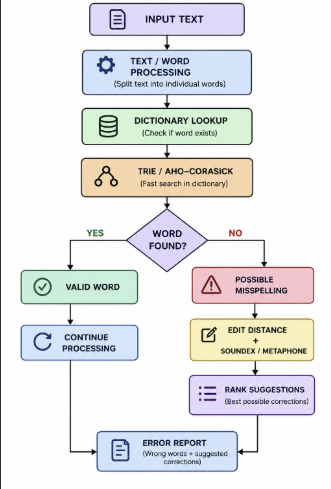 INPUT TEXT
TEXT / WORD
PROCESSING
(Split text into individual words)
DICTIONARY LOOKUP
(Check if word exists)
TRIE / AHO–CORASICK
(Fast search in dictionary)
WORD
FOUND?
YES
NO
VALID WORD
CONTINUE
PROCESSING
POSSIBLE
MISSPELLING
EDIT DISTANCE
+
SOUNDEX / METAPHONE
RANK SUGGESTIONS
(Best possible corrections)
ERROR REPORT
(Wrong words + suggested
corrections)